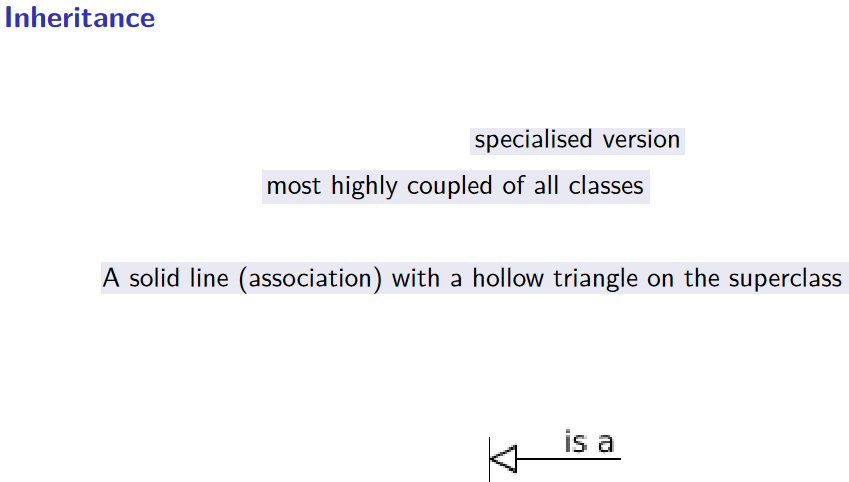 Inheritance
specialised version
most highly coupled of all classes
A solid line (association) with a hollow triangle on the superclass
is a